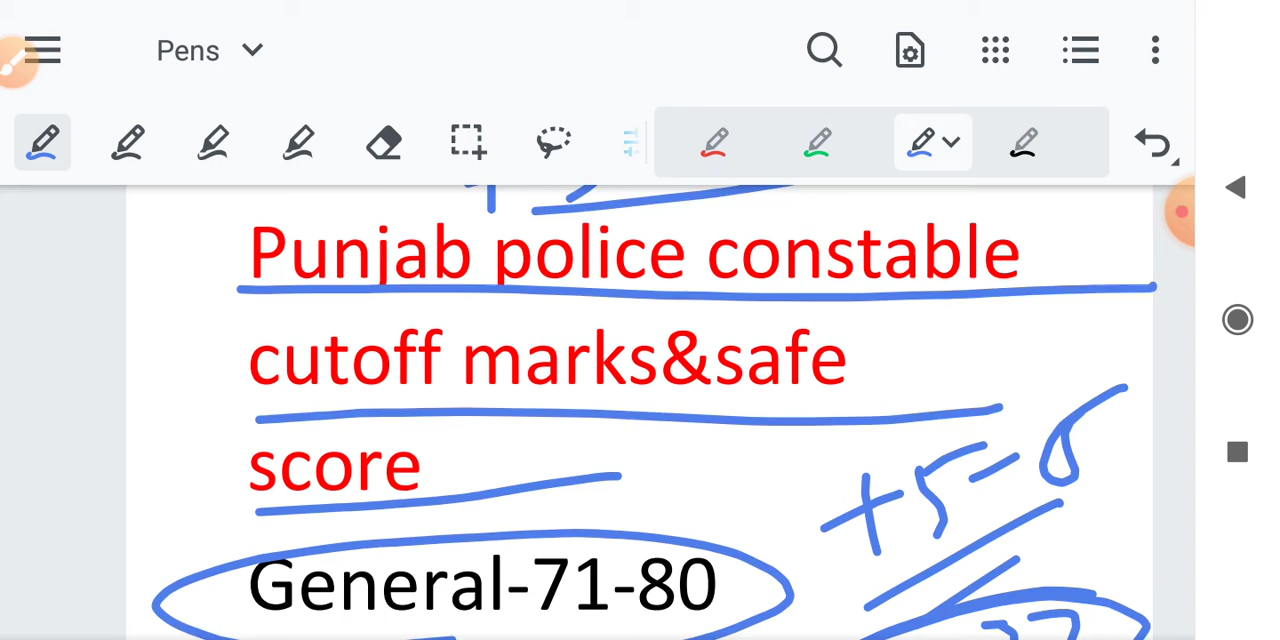 Pens
Punjab police constable
cutoff marks&safe
score
+5-6
General-71-80